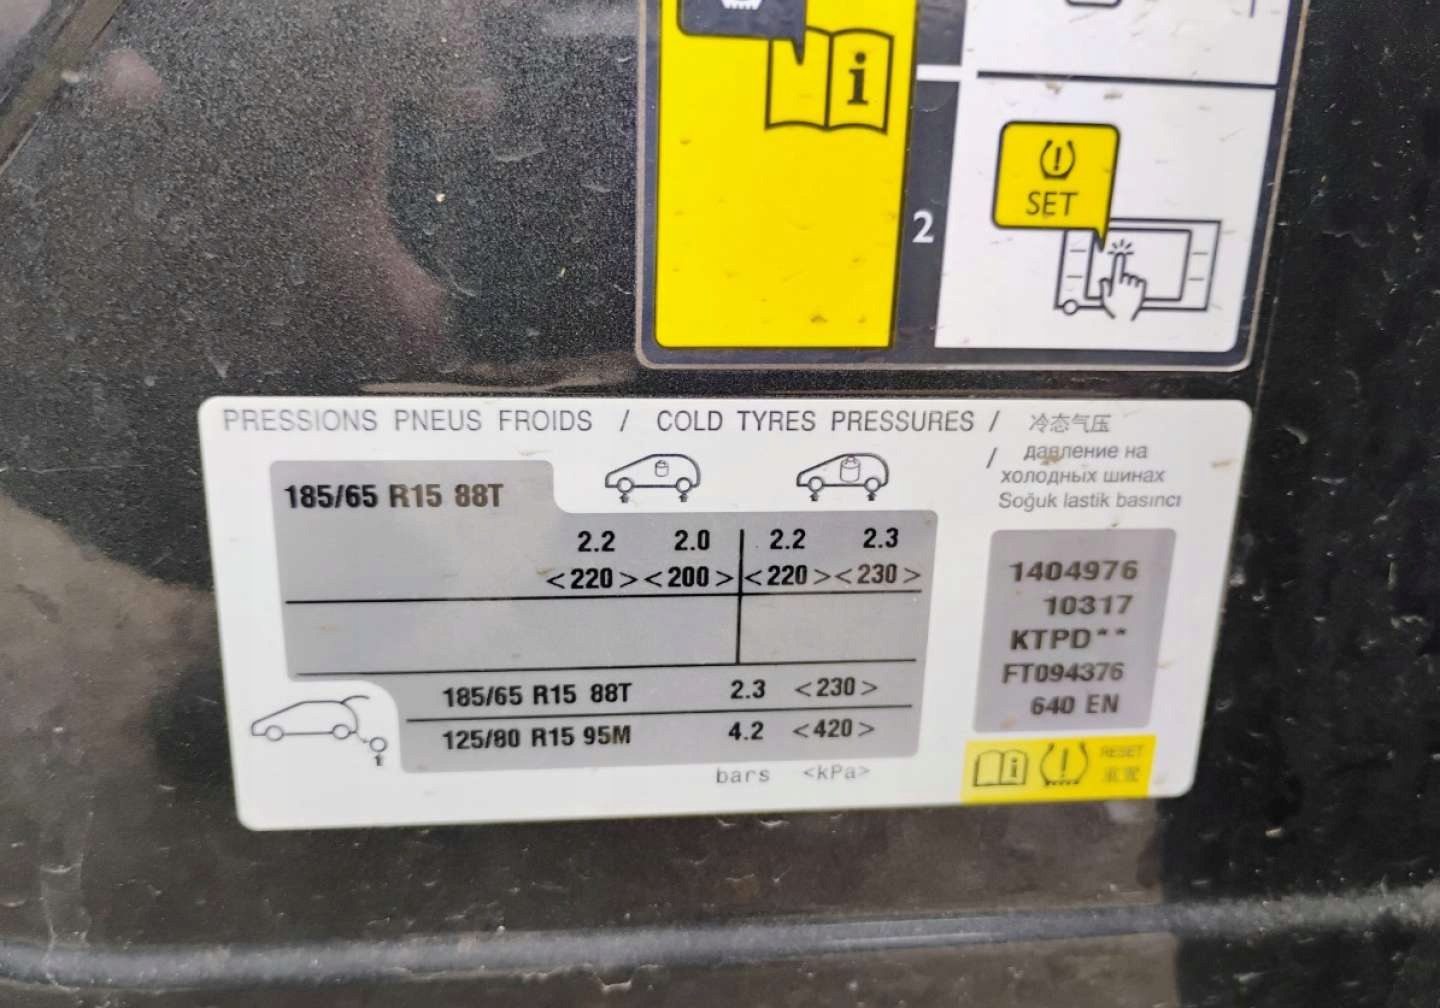 i
SET
2
PRESSIONS PNEUS FROIDS / COLD TYRES PRESSURES / 冷态气压
/ давление на
холодных шинах
Soğuk lastik basıncı
185/65 R15 88T
2.2 2.0 2.2 2.3
<220> <200> <220> <230>
185/65 R15 88T 2.3 <230>
125/80 R15 95M 4.2 <420>
bars <kPa>
1404976
10317
KTPD**
FT094376
640 EN
i ! RESET